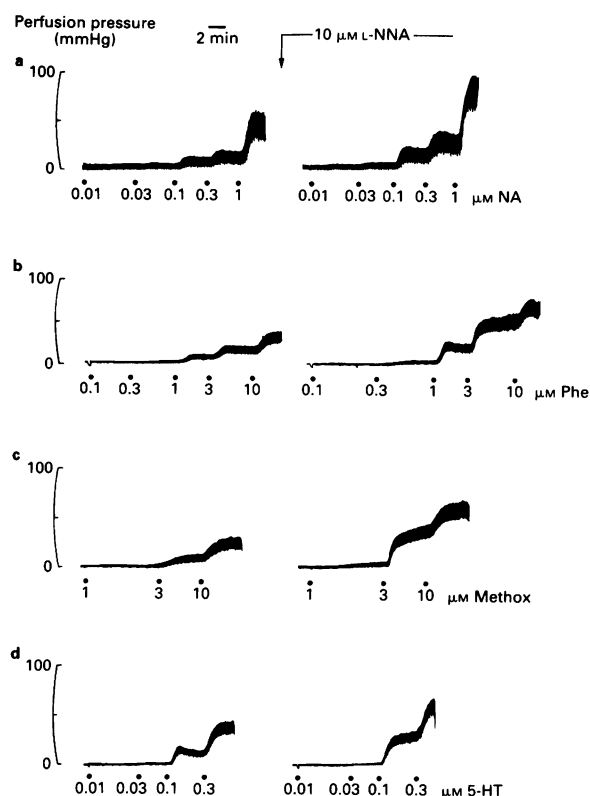 Perfusion pressure
(mmHg)
2 min
10 μM L-NNA
a
100
0
0.01 0.03 0.1 0.3 1
0.01 0.03 0.1 0.3 1 μM NA
b
100
0
0.1 0.3 1 3 10
0.1 0.3 1 3 10 μM Phe
c
100
0
1 3 10
1 3 10 μM Methox
d
100
0
0.01 0.03 0.1 0.3
0.01 0.03 0.1 0.3 μM 5-HT